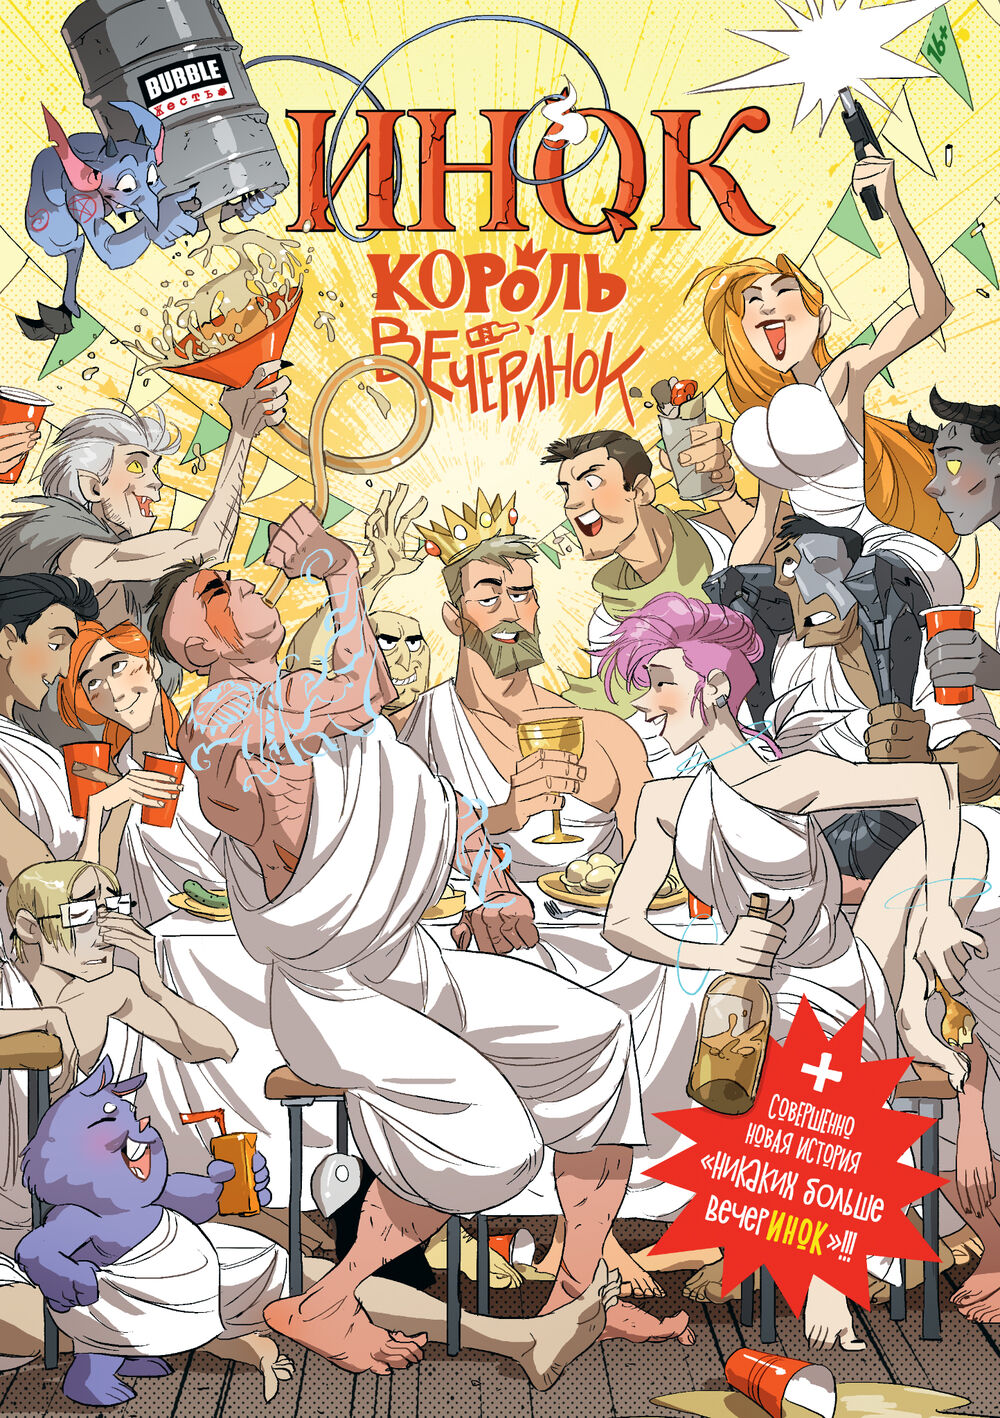 BUBBLE
Жесть
ИНОК
КОРОЛЬ
ВЕЧЕРИНОК
16+
+
СОВЕРШЕННО
НОВАЯ ИСТОРИЯ
«НИКАКИХ БОЛЬШЕ
ВЕЧЕРИНОК»!!!